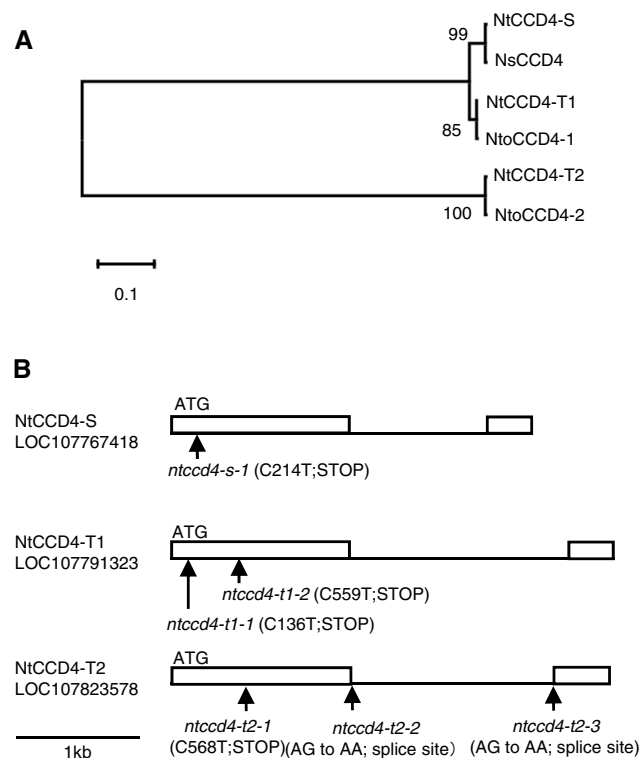 A
NtCCD4-S
99
NsCCD4
NtCCD4-T1
85
NtoCCD4-1
NtCCD4-T2
100
NtoCCD4-2
0.1
B
ATG
NtCCD4-S
LOC107767418
ntccd4-s-1 (C214T;STOP)
ATG
NtCCD4-T1
LOC107791323
ntccd4-t1-2 (C559T;STOP)
ntccd4-t1-1 (C136T;STOP)
ATG
NtCCD4-T2
LOC107823578
ntccd4-t2-1 ntccd4-t2-2 ntccd4-t2-3
(C568T;STOP) (AG to AA; splice site) (AG to AA; splice site)
1kb